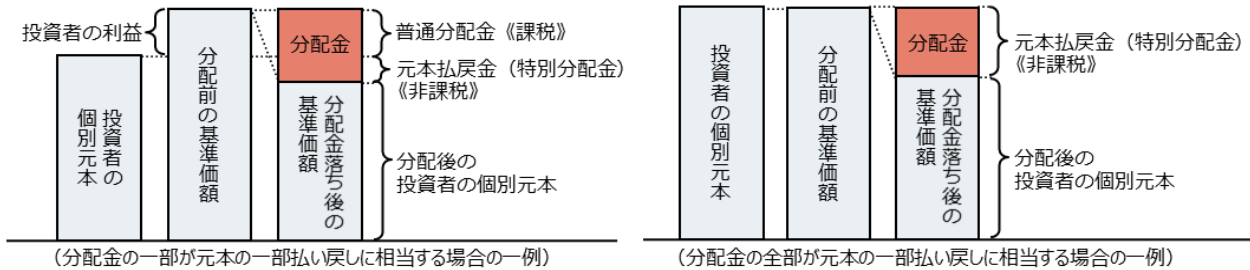 投資者の利益
投資者の
個別元本
分配前の基準価額
分配金
分配金落ち後の
基準価額
普通分配金《課税》
元本払戻金（特別分配金）
《非課税》
分配後の
投資者の個別元本
（分配金の一部が元本の一部払い戻しに相当する場合の一例）
投資者の個別元本
分配前の基準価額
分配金
分配金落ち後の
基準価額
元本払戻金（特別分配金）
《非課税》
分配後の
投資者の個別元本
（分配金の全部が元本の一部払い戻しに相当する場合の一例）